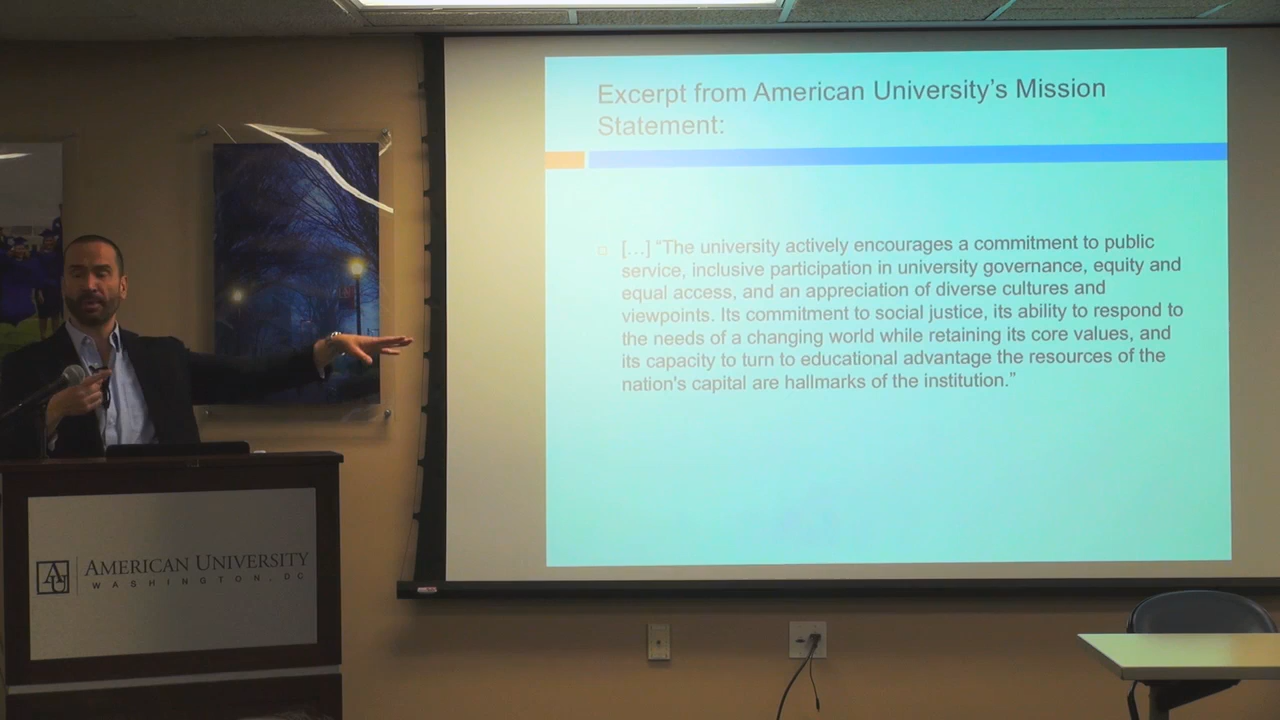 Excerpt from American University's Mission
Statement:
[...] “The university actively encourages a commitment to public
service, inclusive participation in university governance, equity and
equal access, and an appreciation of diverse cultures and
viewpoints. Its commitment to social justice, its ability to respond to
the needs of a changing world while retaining its core values, and
its capacity to turn to educational advantage the resources of the
nation's capital are hallmarks of the institution.”
AU
AMERICAN UNIVERSITY
WASHINGTON, DC